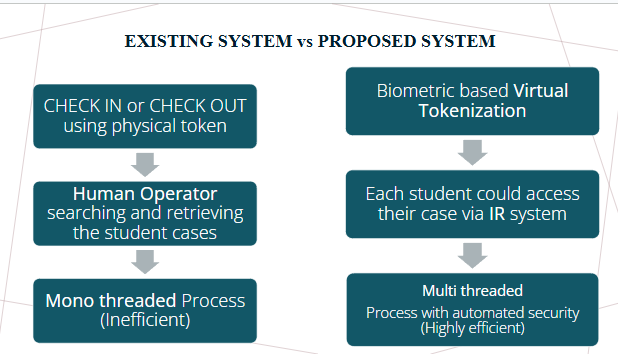 EXISTING SYSTEM vs PROPOSED SYSTEM
CHECK IN or CHECK OUT
using physical token
Human Operator
searching and retrieving
the student cases
Mono threaded Process
(Inefficient)
Biometric based Virtual
Tokenization
Each student could access
their case via IR system
Multi threaded
Process with automated security
(Highly efficient)